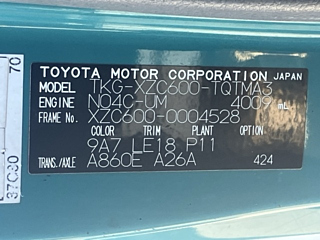 TOYOTA MOTOR CORPORATION JAPAN
MODEL TKG-XZC600-TQTMA3
ENGINE N04C-UM 4009 mL
FRAME No. XZC600-0004528
COLOR TRIM PLANT OPTION
9A7 LE18 P11
TRANS./AXLE A860E A26A 424
70